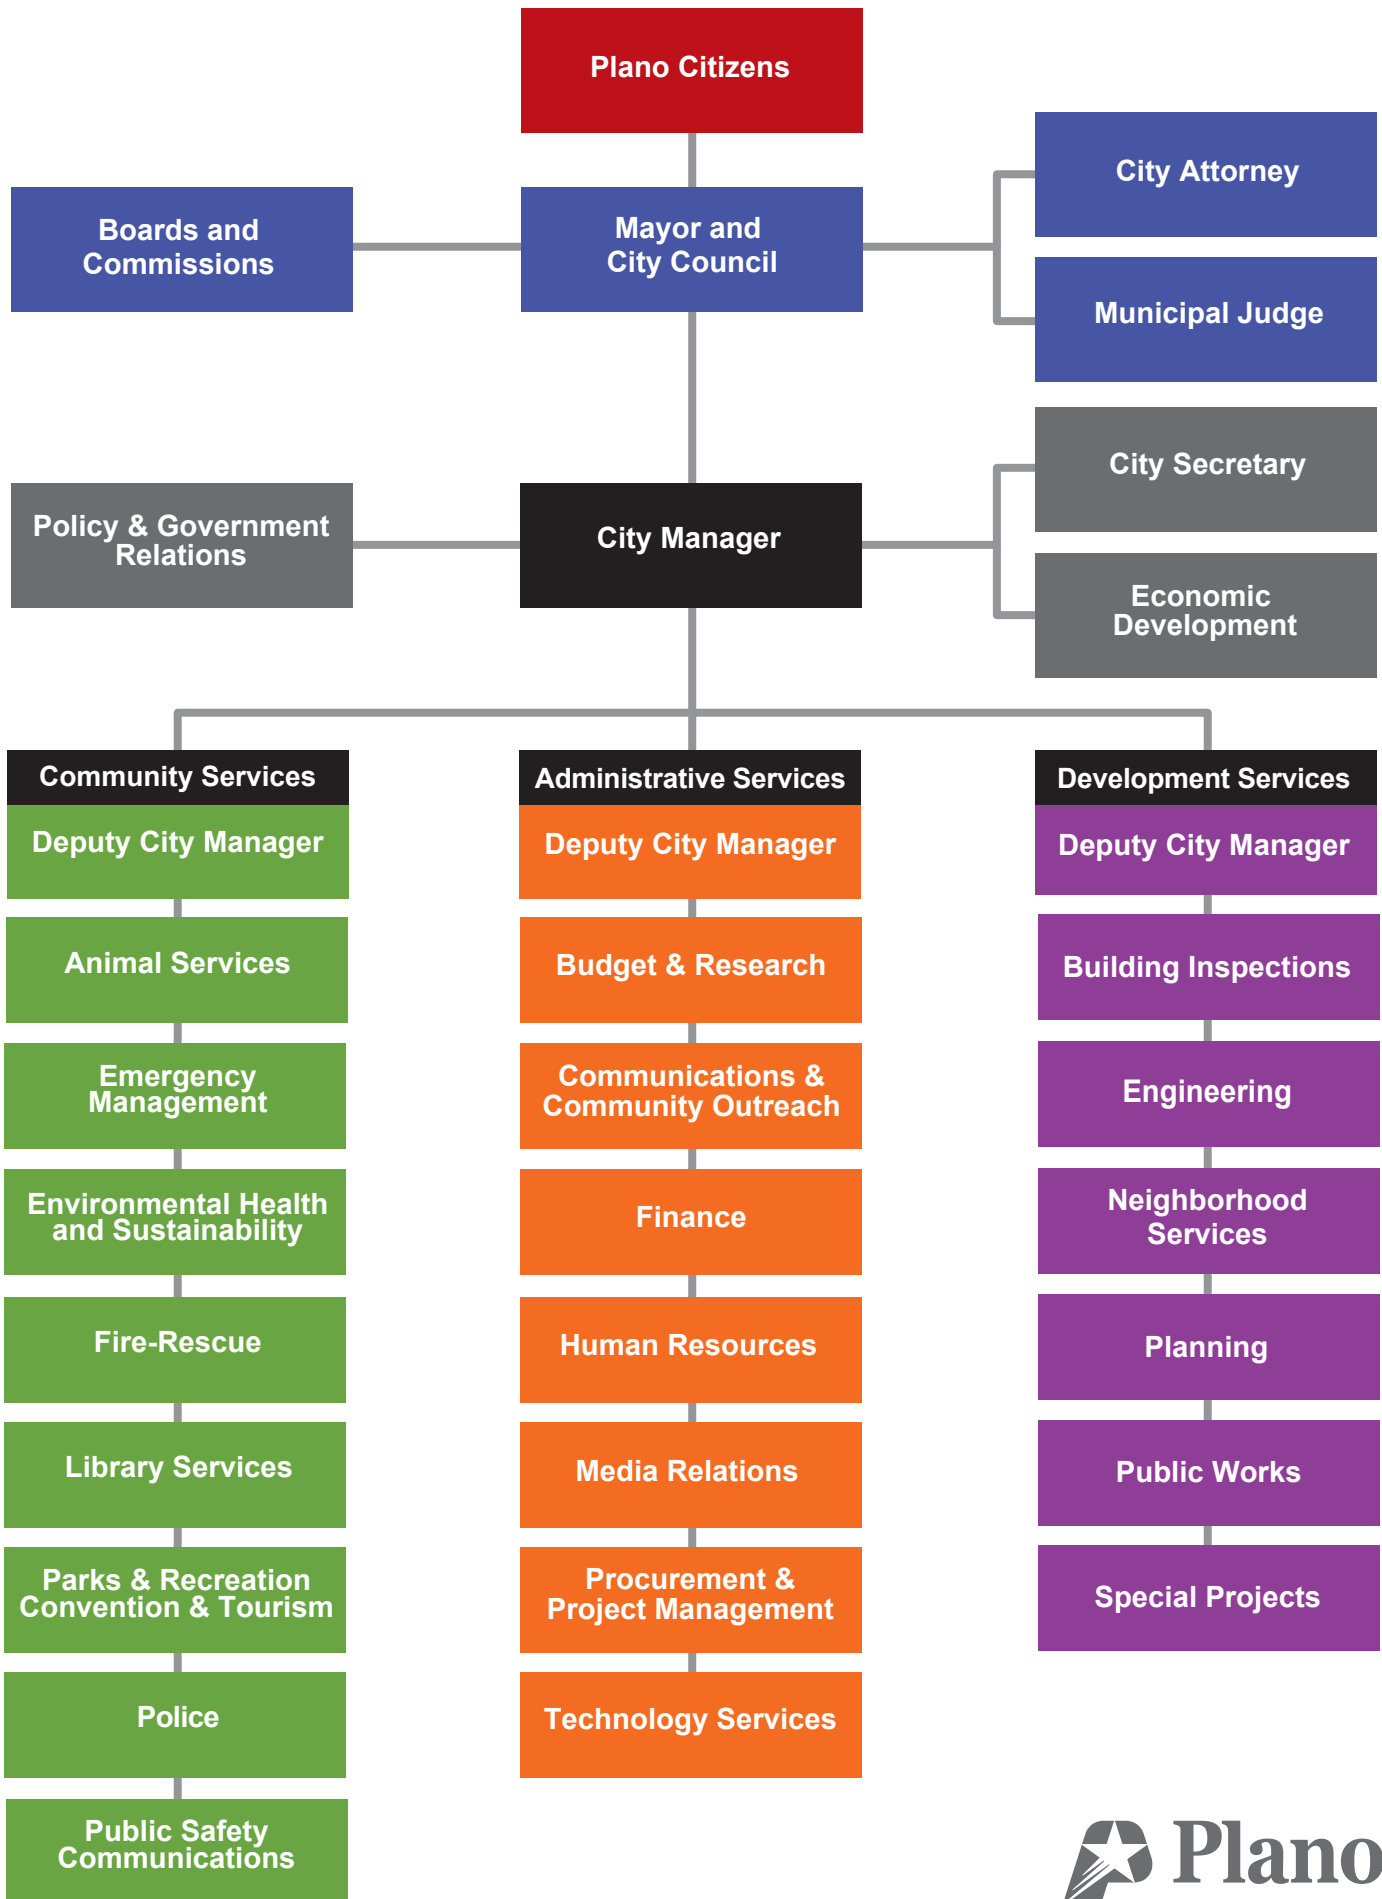 Plano Citizens
Boards and
Commissions
Mayor and
City Council
City Attorney
Municipal Judge
Policy & Government
Relations
City Manager
City Secretary
Economic
Development
Community Services
Deputy City Manager
Animal Services
Emergency
Management
Environmental Health
and Sustainability
Fire-Rescue
Library Services
Parks & Recreation
Convention & Tourism
Police
Public Safety
Communications
Administrative Services
Deputy City Manager
Budget & Research
Communications &
Community Outreach
Finance
Human Resources
Media Relations
Procurement &
Project Management
Technology Services
Development Services
Deputy City Manager
Building Inspections
Engineering
Neighborhood
Services
Planning
Public Works
Special Projects
Plano